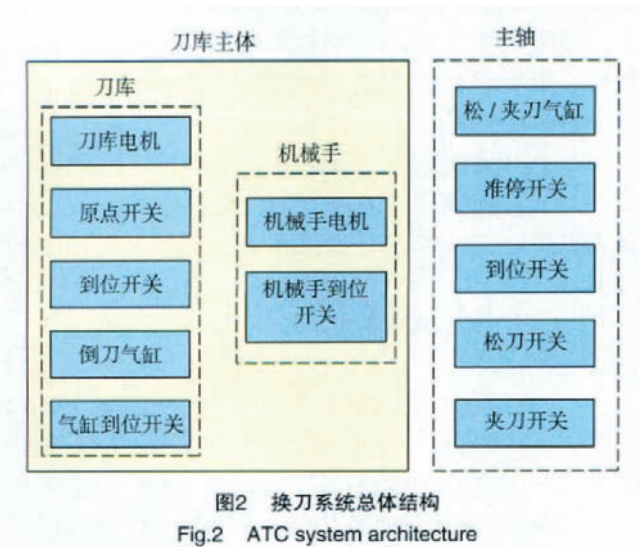 刀库主体
主轴
刀库
刀库电机
原点开关
到位开关
倒刀气缸
气缸到位开关
机械手
机械手电机
机械手到位
开关
松 / 夹刃气缸
准停开关
到位开关
松刀开关
夹刀开关
图2 换刀系统总体结构
Fig.2 ATC system architecture